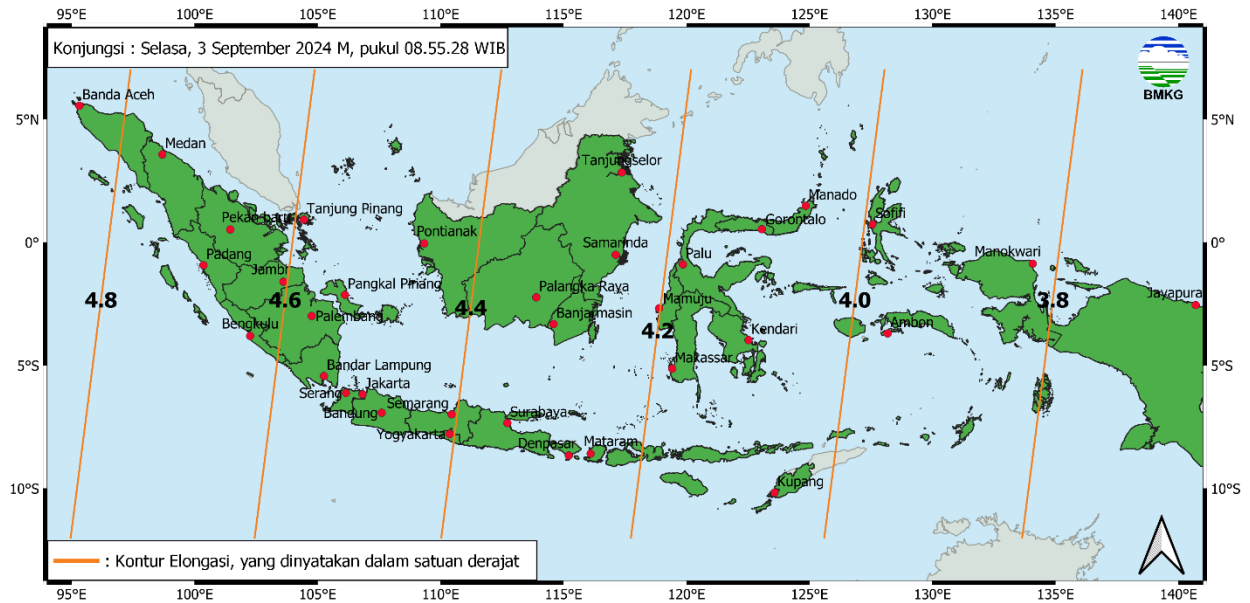 95°E 100°E 105°E 110°E 115°E 120°E 125°E 130°E 135°E 140°E
Konjungsi : Selasa, 3 September 2024 M, pukul 08.55.28 WIB
BMKG
Banda Aceh
5°N 5°N
Medan
Tanjungselor
Manado
Tanjung Pinang
Sofifi
Pekan baru
Gorontalo
Pontianak
0° 0°
Samarinda
Manokwari
Padang
Palu
Jambi
Pangkal Pinang
Palangka Raya
Jayapura
4.8 4.6 4.4 4.2 4.0 3.8
Mamuju
Palembang
Banjarmasin
Bengkulu
Ambon
Kendari
Makassar
5°S 5°S
Bandar Lampung
Jakarta
Serang
Semarang
Bandung
Surabaya
Yogyakarta
Denpasar
Mataram
Kupang
10°S 10°S
: Kontur Elongasi, yang dinyatakan dalam satuan derajat
95°E 100°E 105°E 110°E 115°E 120°E 125°E 130°E 135°E 140°E